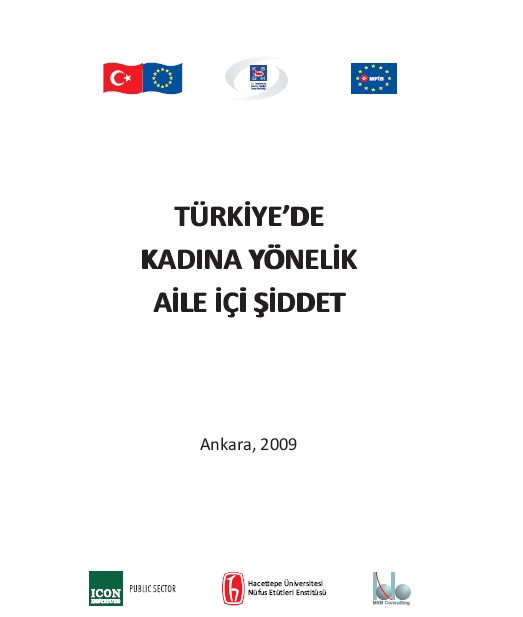 MFİB
TÜRKİYE’DE
KADINA YÖNELİK
AİLE İÇİ ŞİDDET
Ankara, 2009
ICON
PUBLIC SECTOR
Hacettepe Üniversitesi
Nüfus Etütleri Enstitüsü
BNB Consulting